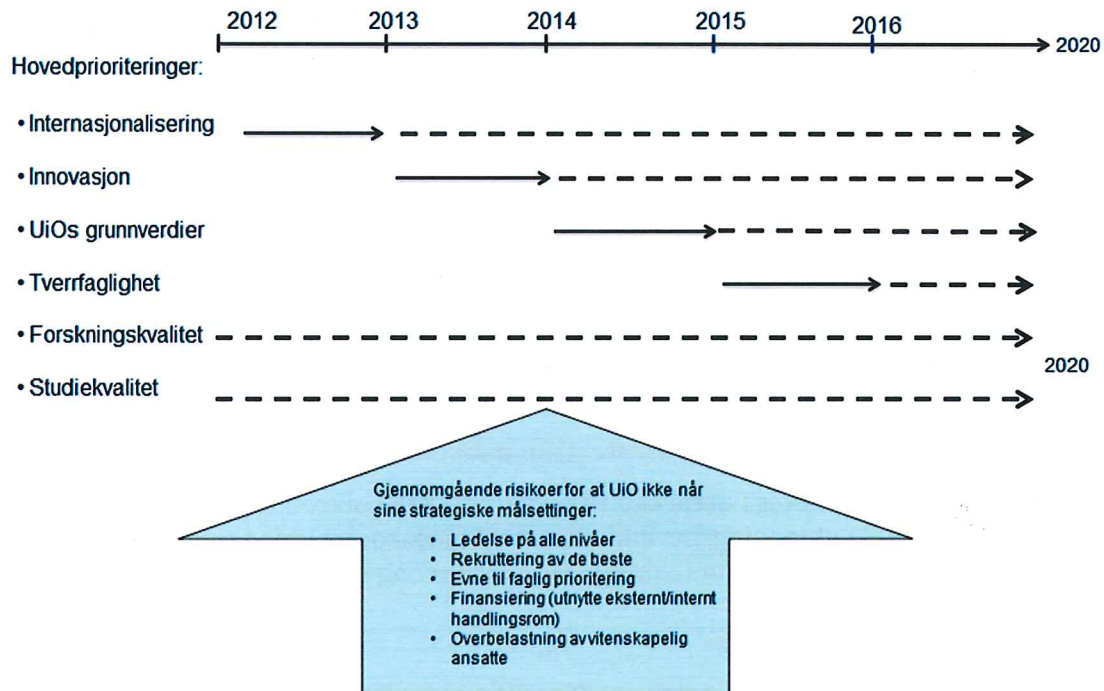 2012 2013 2014 2015 2016
2020
Hovedprioriteringer:
• Internasjonalisering
• Innovasjon
• UiOs grunnverdier
• Tverrfaglighet
• Forskningskvalitet
2020
• Studiekvalitet
Gjennomgående risikoer for at UiO ikke når
sine strategiske målsettinger:
• Ledelse på alle nivåer
• Rekruttering av de beste
• Evne til faglig prioritering
• Finansiering (utnytte eksternt/internt
handlingsrom)
• Overbelastning av vitenskapelig
ansatte